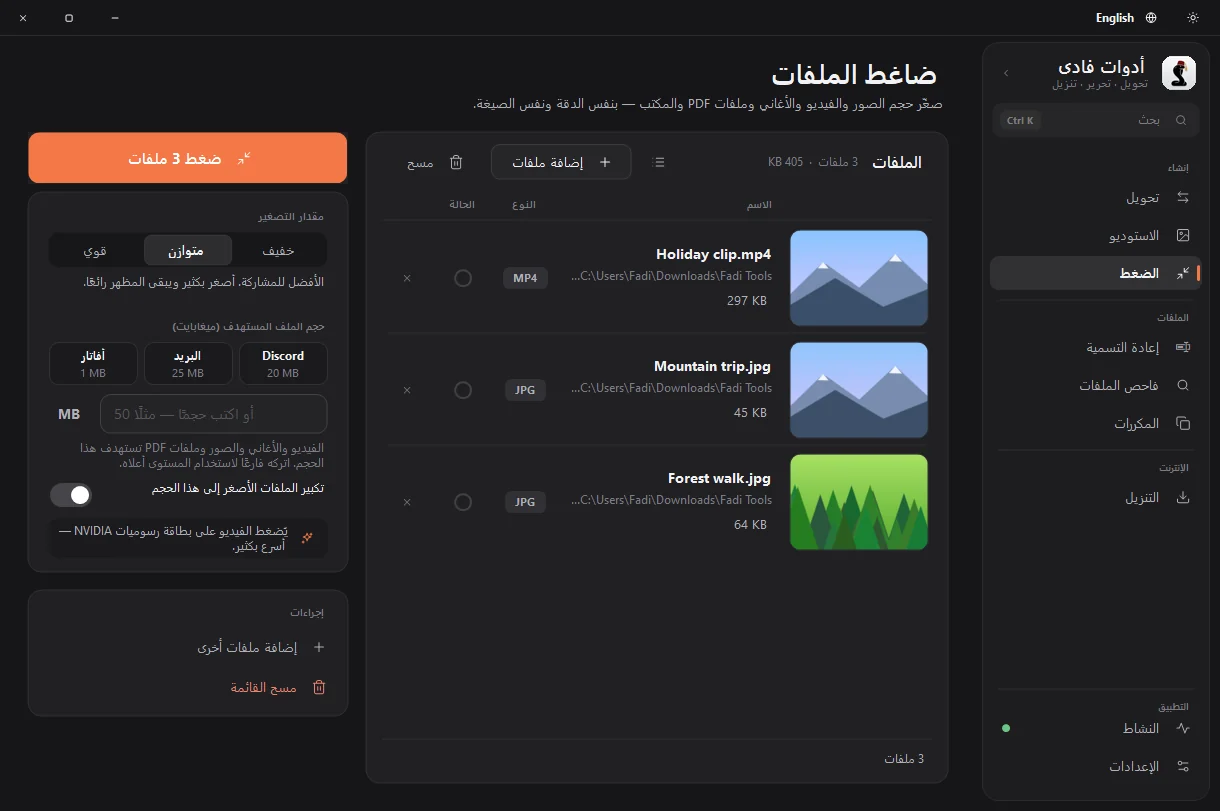 English
أدوات فادي
تحويل · تحرير · تنزيل
بحث
Ctrl K
إنشاء
تحويل
الاستوديو
الضغط
الملفات
إعادة التسمية
فاحص الملفات
المكررات
الإنترنت
التنزيل
التطبيق
النشاط
الإعدادات
ضاغط الملفات
صغّر حجم الصور والفيديو والأغاني وملفات PDF والمكتب — بنفس الدقة ونفس الصيغة.
الملفات
3 ملفات · 405 KB
إضافة ملفات
مسح
الاسم
النوع
الحالة
Holiday clip.mp4
C:\Users\Fadi\Downloads\Fadi Tools...
297 KB
MP4
Mountain trip.jpg
C:\Users\Fadi\Downloads\Fadi Tools...
45 KB
JPG
Forest walk.jpg
C:\Users\Fadi\Downloads\Fadi Tools...
64 KB
JPG
3 ملفات
ضغط 3 ملفات
مقدار التصغير
خفيف
متوازن
قوي
الأفضل للمشاركة. أصغر بكثير ويبقى المظهر رائعًا.
حجم الملف المستهدف (ميغابايت)
Discord
20 MB
البريد
25 MB
أفاتار
1 MB
أو اكتب حجمًا — مثلًا 50
MB
الفيديو والأغاني والصور وملفات PDF تستهدف هذا
الحجم. اتركه فارغًا لاستخدام المستوى أعلاه.
تكبير الملفات الأصغر إلى هذا الحجم
يُضغط الفيديو على بطاقة رسوميات NVIDIA —
أسرع بكثير.
إجراءات
إضافة ملفات أخرى
مسح القائمة